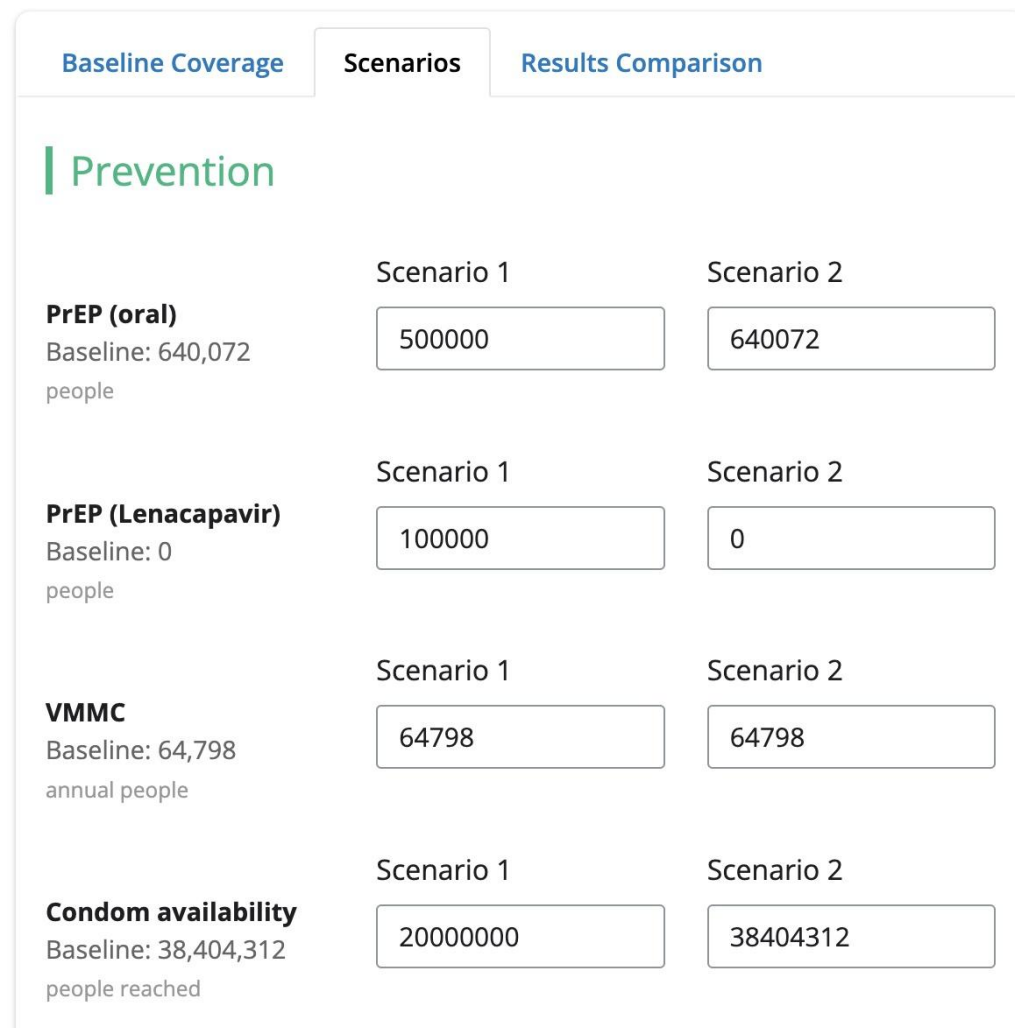 Baseline Coverage
Scenarios
Results Comparison
Prevention
Scenario 1
Scenario 2
PrEP (oral)
Baseline: 640,072
people
500000
640072
Scenario 1
Scenario 2
PrEP (Lenacapavir)
Baseline: 0
people
100000
0
Scenario 1
Scenario 2
VMMC
Baseline: 64,798
annual people
64798
64798
Scenario 1
Scenario 2
Condom availability
Baseline: 38,404,312
people reached
20000000
38404312